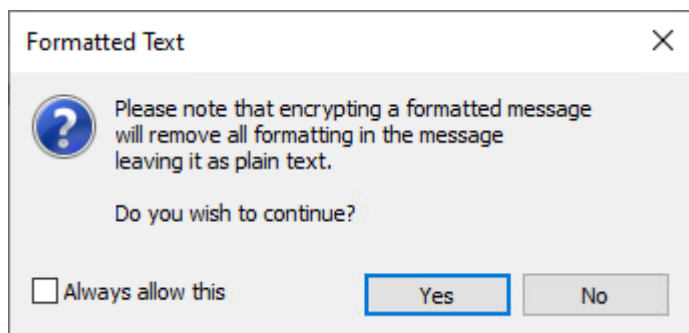 Formatted Text
Please note that encrypting a formatted message
will remove all formatting in the message
leaving it as plain text.
Do you wish to continue?
Always allow this
Yes
No